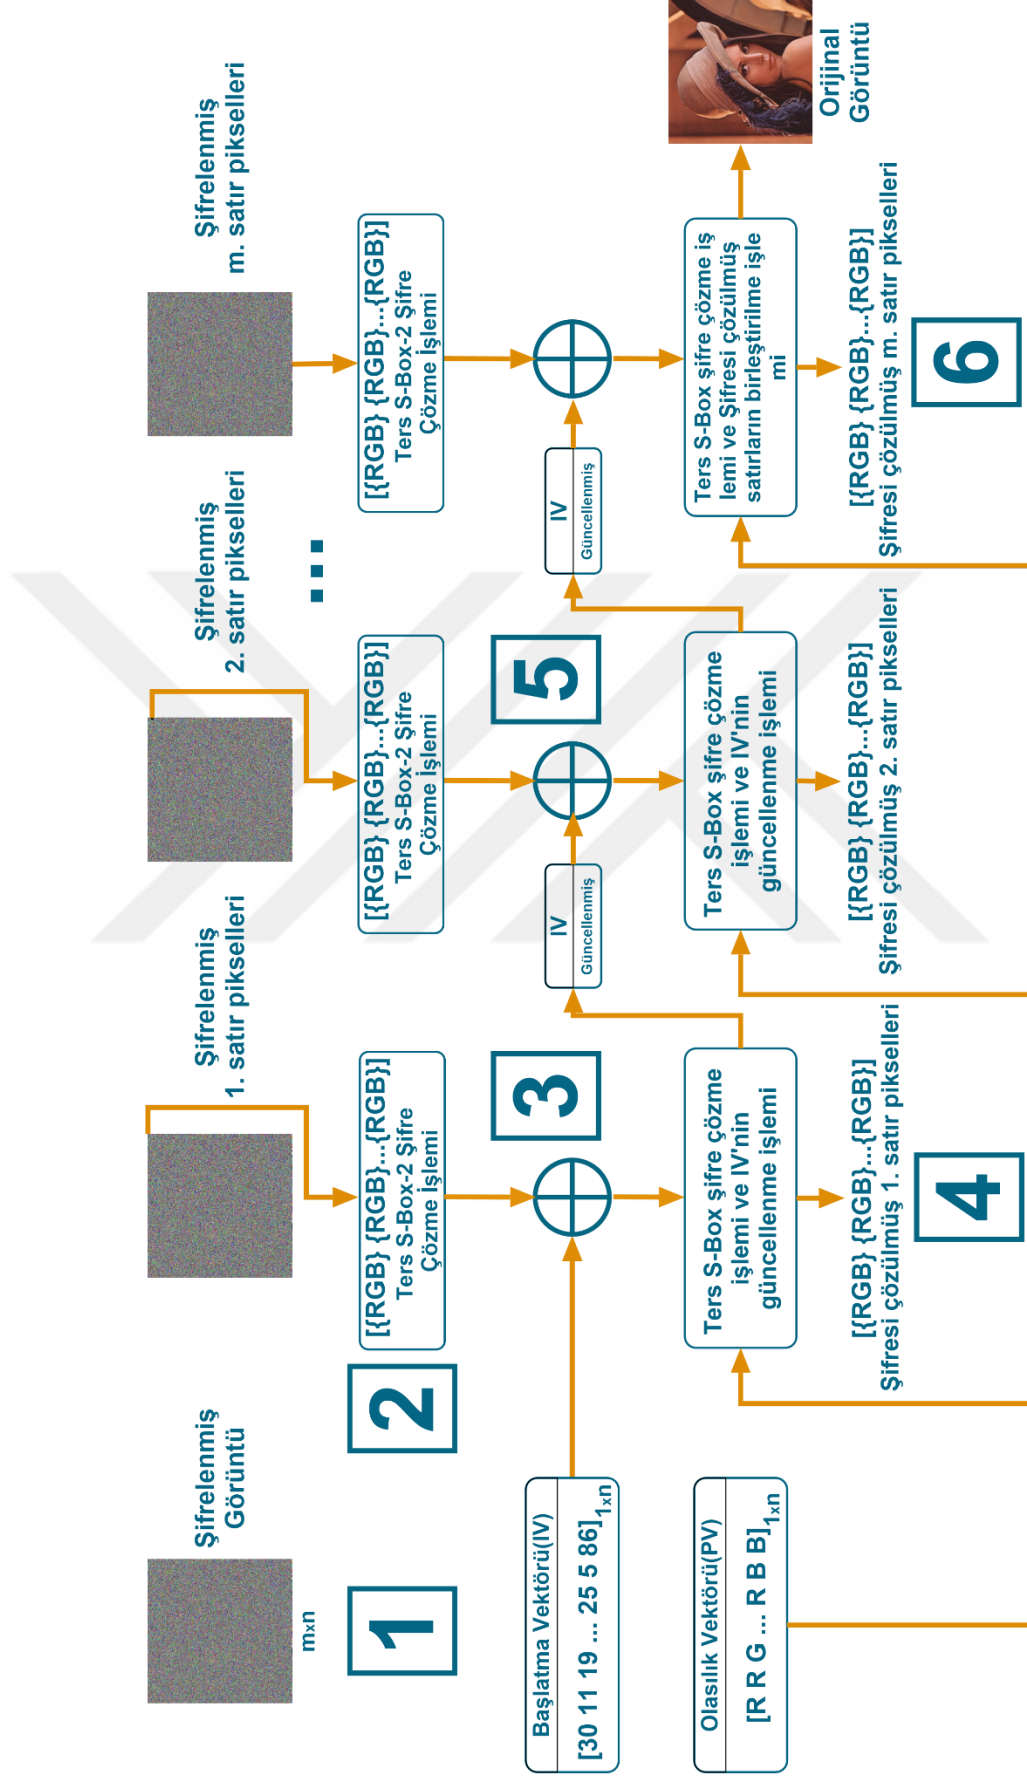 Şifrelenmiş
Görüntü
mxn
1
Şifrelenmiş
1. satır pikselleri
Şifrelenmiş
2. satır pikselleri
Şifrelenmiş
m. satır pikselleri
2
[{RGB} {RGB}...{RGB}]
Ters S-Box-2 Şifre
Çözme İşlemi
[{RGB} {RGB}...{RGB}]
Ters S-Box-2 Şifre
Çözme İşlemi
...
[{RGB} {RGB}...{RGB}]
Ters S-Box-2 Şifre
Çözme İşlemi
Başlatma Vektörü(IV)
[30 11 19 ... 25 5 86]1xn
3
IV
Güncellenmiş
5
IV
Güncellenmiş
Olasılık Vektörü(PV)
[R R G ... R B B]1xn
Ters S-Box şifre çözme
işlemi ve IV'nin
güncellenme işlemi
Ters S-Box şifre çözme
işlemi ve IV'nin
güncellenme işlemi
Ters S-Box şifre çözme iş
lemi ve Şifresi çözülmüş
satırların birleştirilme işle
mi
Orijinal
Görüntü
[{RGB} {RGB}...{RGB}]
Şifresi çözülmüş 1. satır pikselleri
4
[{RGB} {RGB}...{RGB}]
Şifresi çözülmüş 2. satır pikselleri
[{RGB} {RGB}...{RGB}]
Şifresi çözülmüş m. satır pikselleri
6